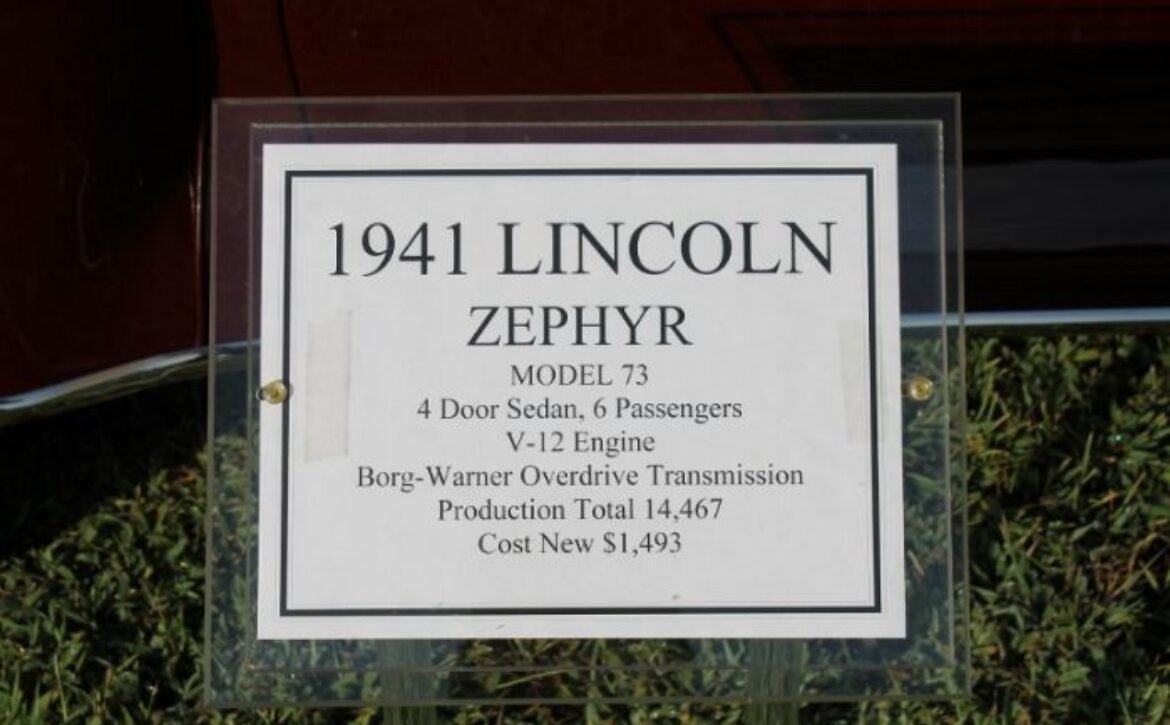 1941 LINCOLN
ZEPHYR
MODEL 73
4 Door Sedan, 6 Passengers
V-12 Engine
Borg-Warner Overdrive Transmission
Production Total 14,467
Cost New $1,493